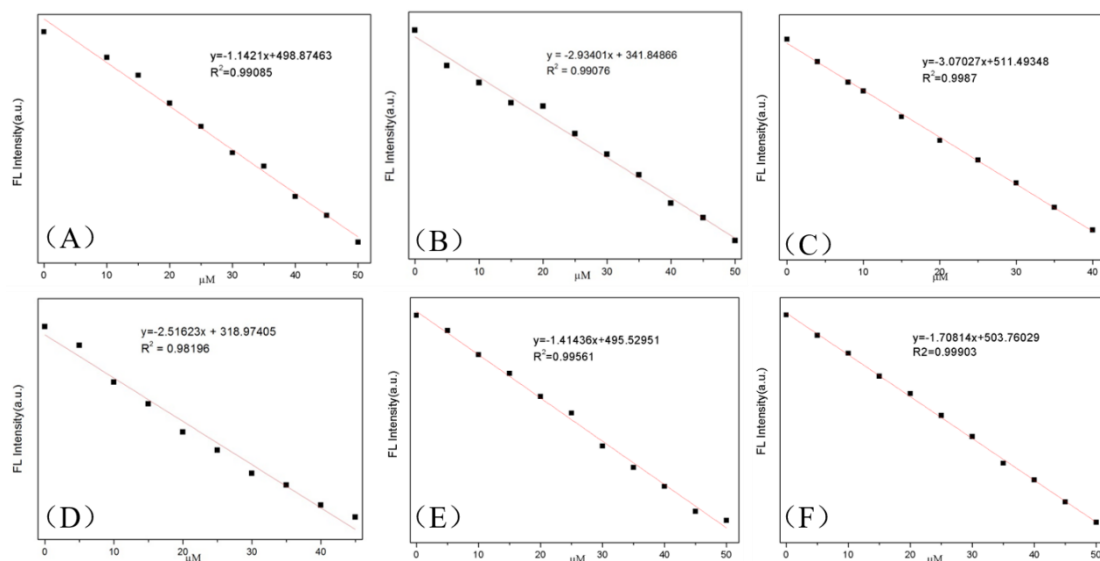 y=-1.1421x+498.87463
R²=0.99085
FL Intensity(a.u.)
（A）
0 10 20 30 40 50
μM
y = -2.93401x + 341.84866
R² = 0.99076
FL Intensity(a.u.)
（B）
0 10 20 30 40 50
μM
y=-3.07027x+511.49348
R²=0.9987
FL Intensity(a.u.)
（C）
0 10 20 30 40
μM
y=-2.51623x + 318.97405
R² = 0.98196
FL Intensity(a.u.)
（D）
0 10 20 30 40
μM
y=-1.41436x+495.52951
R²=0.99561
FL Intensity(a.u.)
（E）
0 10 20 30 40 50
μM
y=-1.70814x+503.76029
R2=0.99903
FL Intensity(a.u.)
（F）
0 10 20 30 40 50
μM